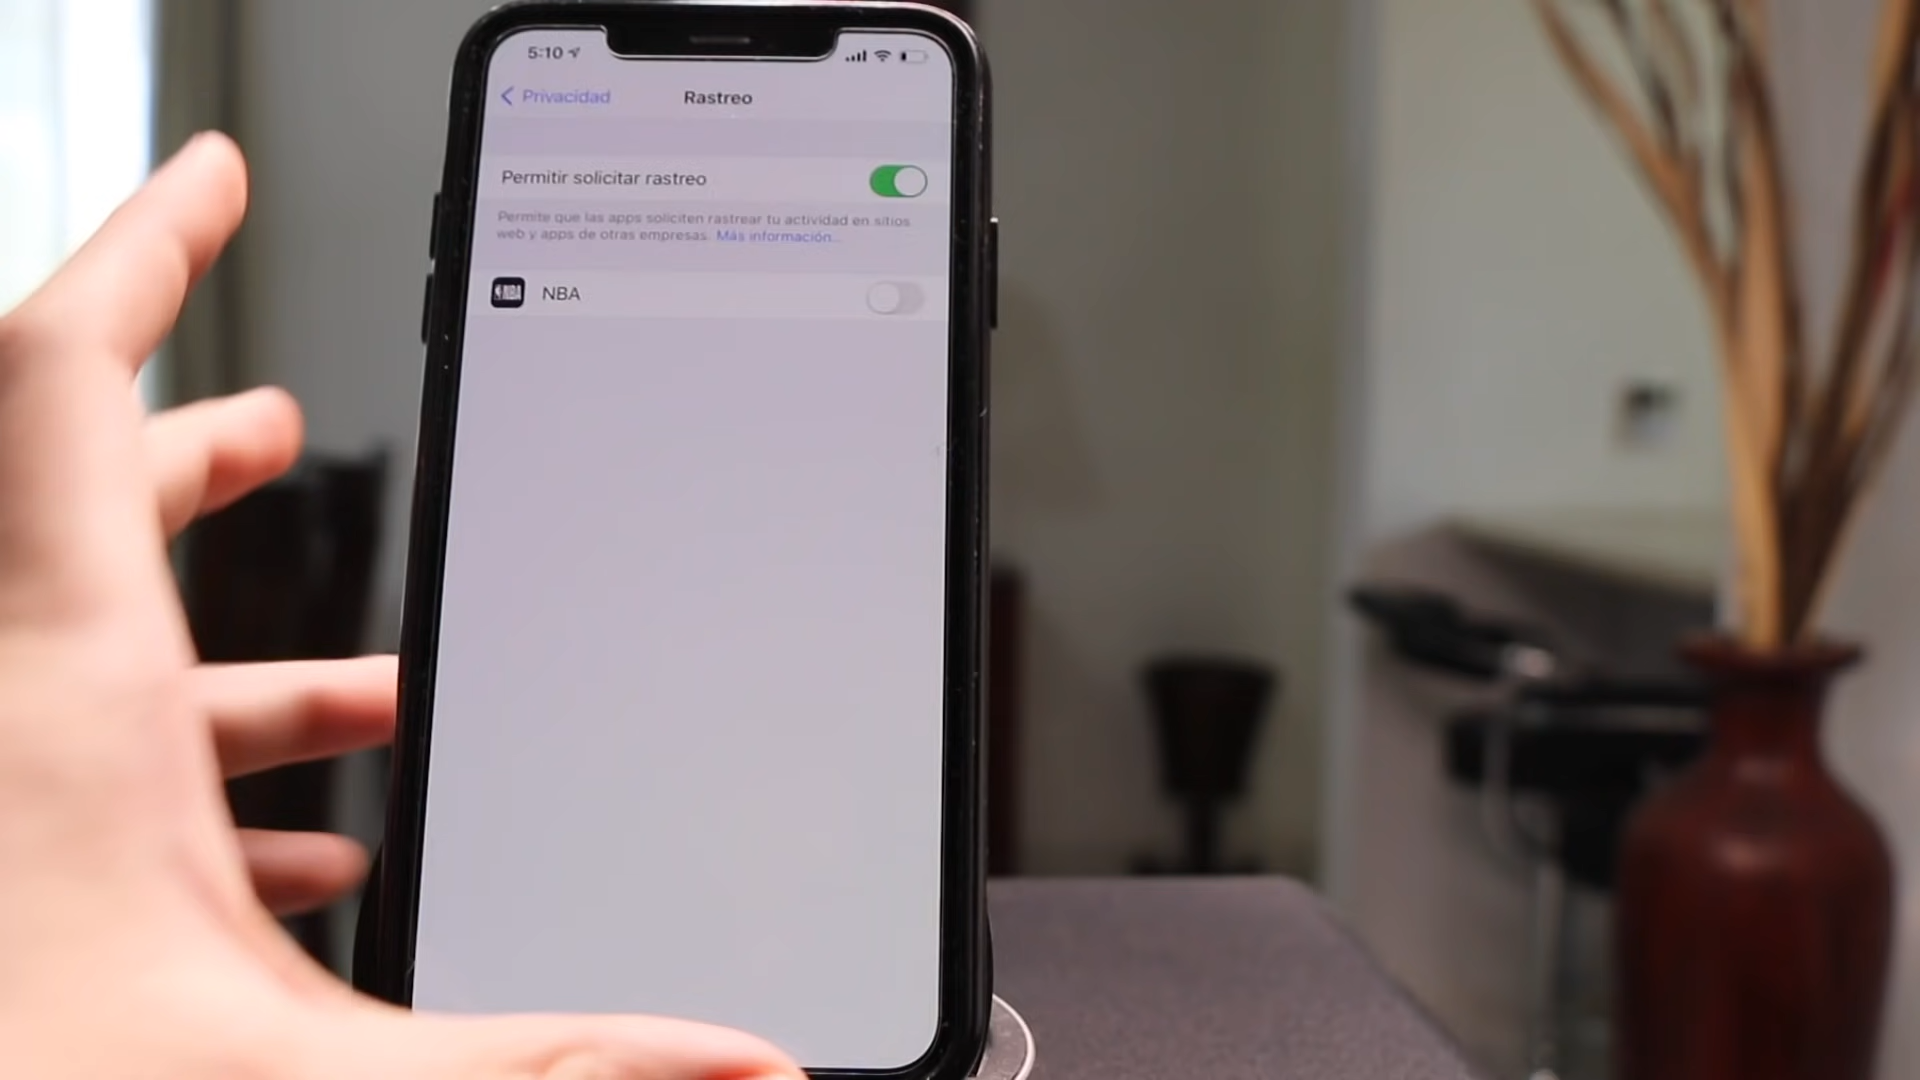 5:10
Privacidad
Rastreo
Permitir solicitar rastreo
Permite que las apps soliciten rastrear tu actividad en sitios
web y apps de otras empresas. Más información...
NBA
NBA